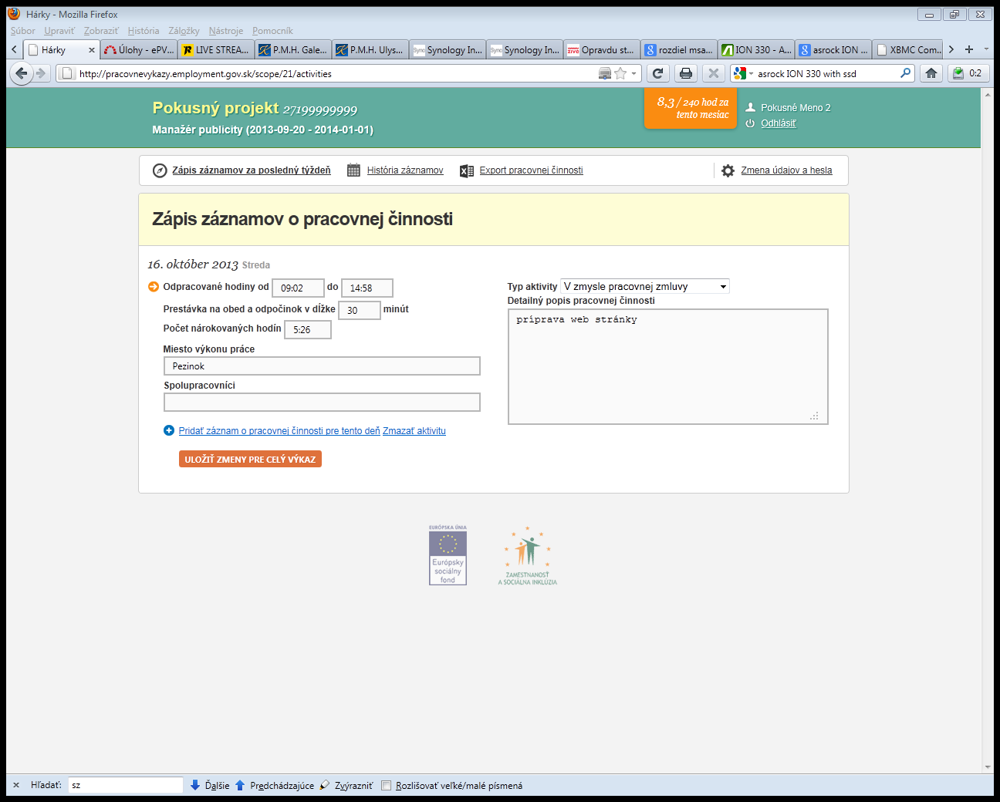 Hárky - Mozilla Firefox
Súbor Upraviť Zobraziť História Záložky Nástroje Pomocník
Hárky Úlohy - ePV... LIVE STREA... P.M.H. Gale... P.M.H. Ulys... Synology In... Synology In... Opravdu st... rozdiel msa... ION 330 - A... asrock ION ... XBMC Com...
http://pracovnevykazy.employment.gov.sk/scope/21/activities asrock ION 330 with ssd 0:2
Pokusný projekt 27199999999
Manažér publicity (2013-09-20 - 2014-01-01)
8,3 / 240 hod za
tento mesiac
Pokusné Meno 2
Odhlásiť
Zápis záznamov za posledný týždeň História záznamov Export pracovnej činnosti Zmena údajov a hesla
Zápis záznamov o pracovnej činnosti
16. október 2013 Streda
Odpracované hodiny od 09:02 do 14:58
Prestávka na obed a odpočinok v dĺžke 30 minút
Počet nárokovaných hodín 5:26
Miesto výkonu práce
Pezinok
Spolupracovníci
Typ aktivity V zmysle pracovnej zmluvy
Detailný popis pracovnej činnosti
príprava web stránky
Pridať záznam o pracovnej činnosti pre tento deň Zmazať aktivitu
ULOŽIŤ ZMENY PRE CELÝ VÝKAZ
EURÓPSKA ÚNIA
Európsky
sociálny
fond
ZAMESTNANOSŤ
A SOCIÁLNA INKLÚZIA
Hľadať: sz Ďalšie Predchádzajúce Zvýrazniť Rozlišovať veľké/malé písmená